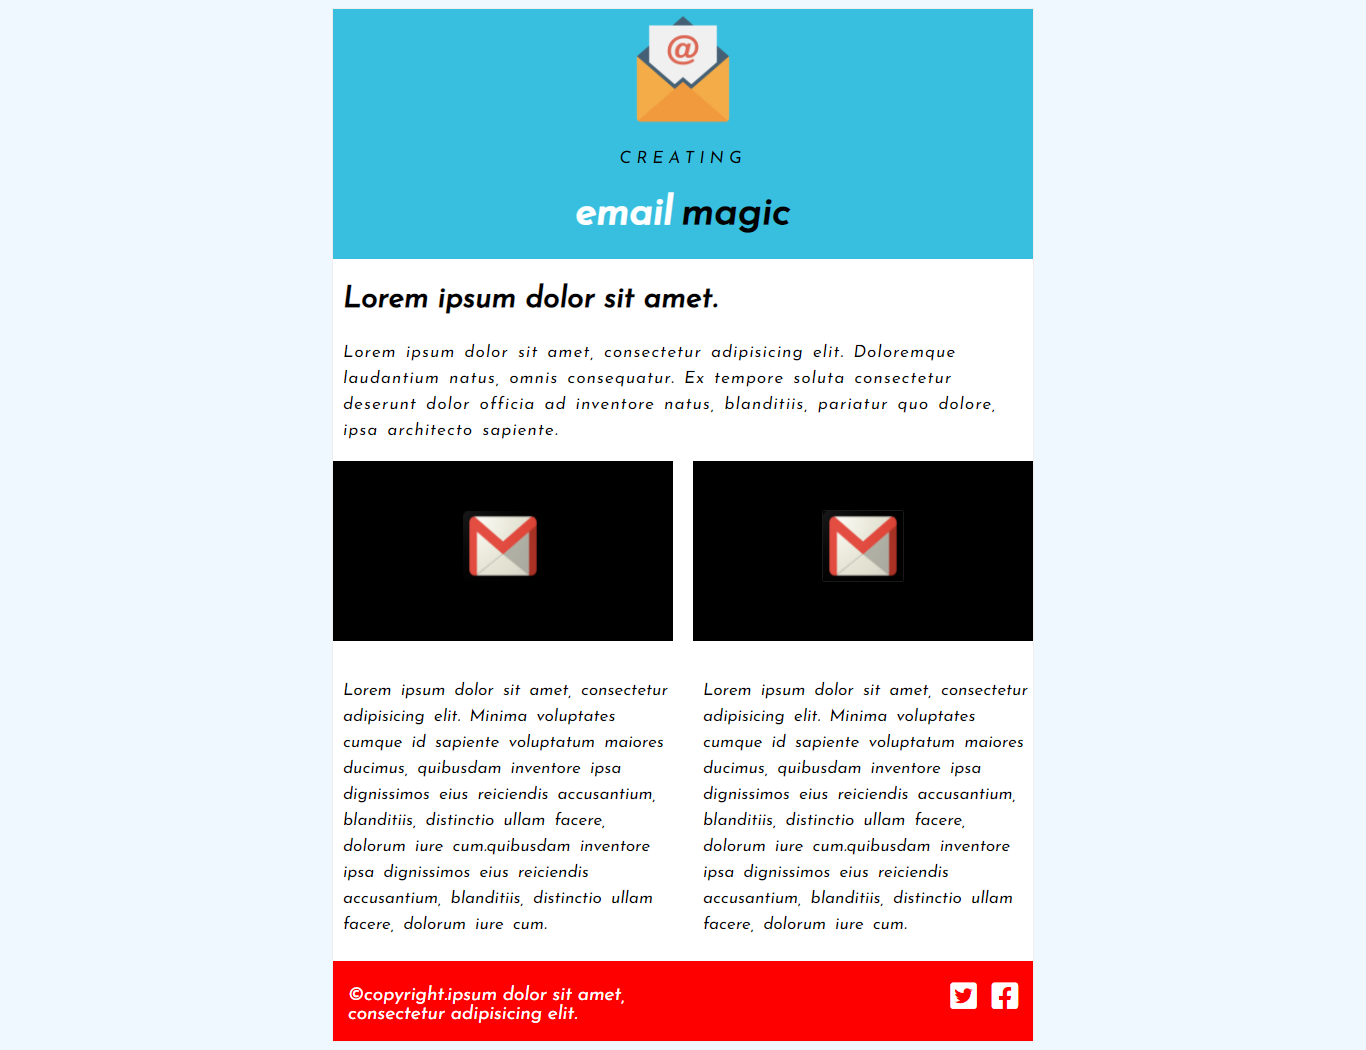 @
CREATING
email magic
Lorem ipsum dolor sit amet.
Lorem ipsum dolor sit amet, consectetur adipisicing elit. Doloremque
laudantium natus, omnis consequatur. Ex tempore soluta consectetur
deserunt dolor officia ad inventore natus, blanditiis, pariatur quo dolore,
ipsa architecto sapiente.
Lorem ipsum dolor sit amet, consectetur
adipisicing elit. Minima voluptates
cumque id sapiente voluptatum maiores
ducimus, quibusdam inventore ipsa
dignissimos eius reiciendis accusantium,
blanditiis, distinctio ullam facere,
dolorum iure cum.quibusdam inventore
ipsa dignissimos eius reiciendis
accusantium, blanditiis, distinctio ullam
facere, dolorum iure cum.
Lorem ipsum dolor sit amet, consectetur
adipisicing elit. Minima voluptates
cumque id sapiente voluptatum maiores
ducimus, quibusdam inventore ipsa
dignissimos eius reiciendis accusantium,
blanditiis, distinctio ullam facere,
dolorum iure cum.quibusdam inventore
ipsa dignissimos eius reiciendis
accusantium, blanditiis, distinctio ullam
facere, dolorum iure cum.
©copyright.ipsum dolor sit amet,
consectetur adipisicing elit.